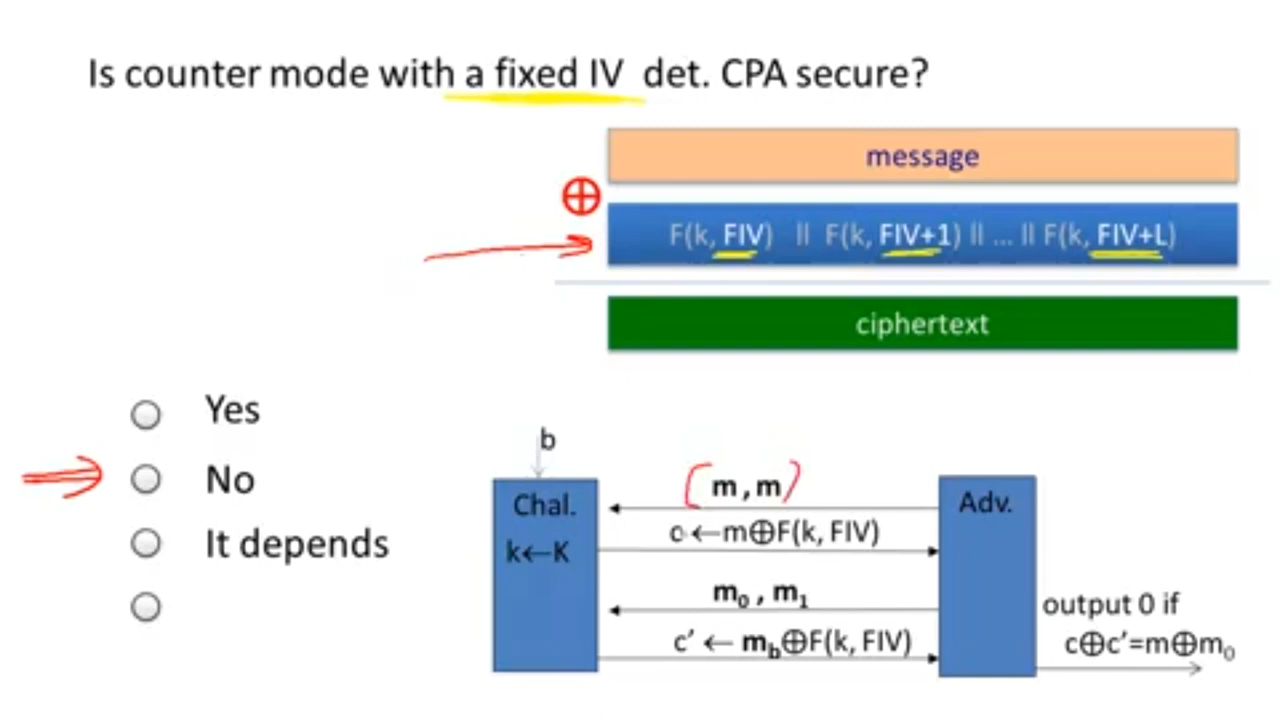 Is counter mode with a fixed IV det. CPA secure?
message
⊕
F(k, FIV) ǁ F(k, FIV+1) ǁ ... ǁ F(k, FIV+L)
ciphertext
Yes
No
It depends
b
Chal.
k←K
(m , m)
c ←m⊕F(k, FIV)
m₀ , m₁
c' ← m_b⊕F(k, FIV)
Adv.
output 0 if
c⊕c'=m⊕m₀